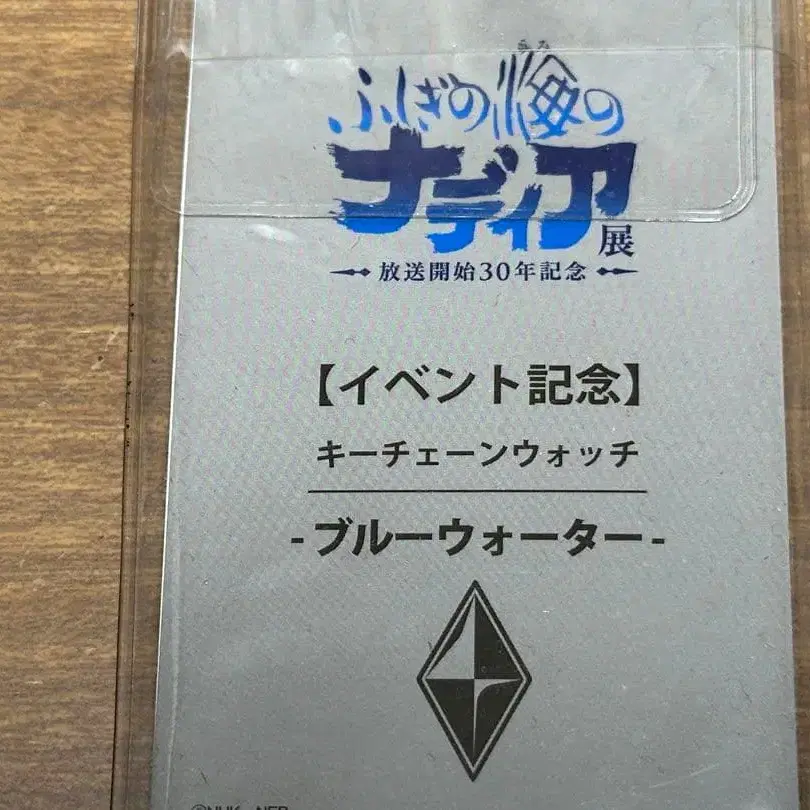 ふしぎの海の
ナディア展
放送開始30年記念
【イベント記念】
キーチェーンウォッチ
-ブルーウォーター-
©NHK NEP